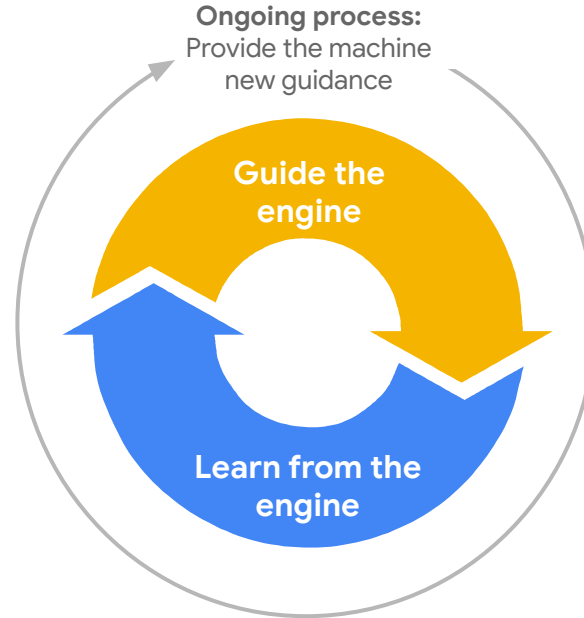 Ongoing process:
Provide the machine
new guidance
Guide the
engine
Learn from the
engine